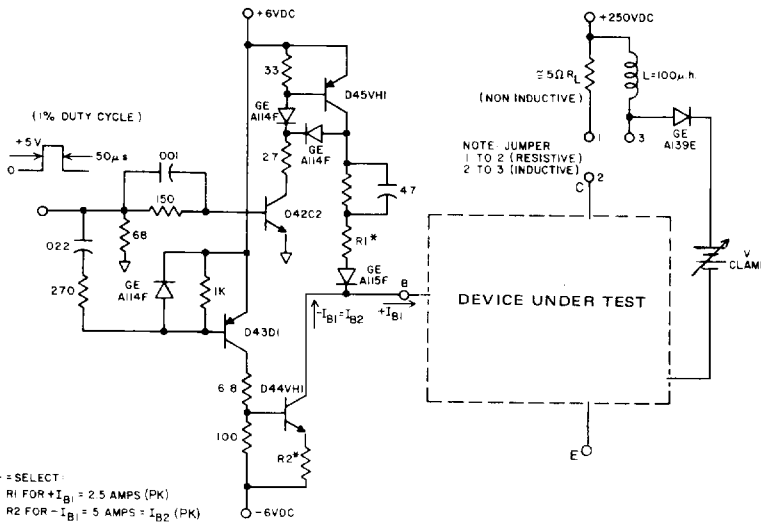 +6VDC
+250VDC
33
D45VH1
≅5Ω RL
L=100μ.h.
(NON INDUCTIVE)
(1% DUTY CYCLE)
GE
A114F
GE
A114F
GE
A139E
+5V
50μs
0
001
1
3
27
NOTE: JUMPER
1 TO 2 (RESISTIVE)
2 TO 3 (INDUCTIVE)
47
2
C
150
D42C2
R1*
68
022
GE
A115F
V
CLAMP
GE
A114F
1K
B
DEVICE UNDER TEST
270
-IB1=IB2
+IB1
D43D1
6 8
D44VH1
100
R2*
E
* = SELECT:
R1 FOR +IB1 = 2.5 AMPS (PK)
R2 FOR -IB1 = 5 AMPS = IB2 (PK)
-6VDC